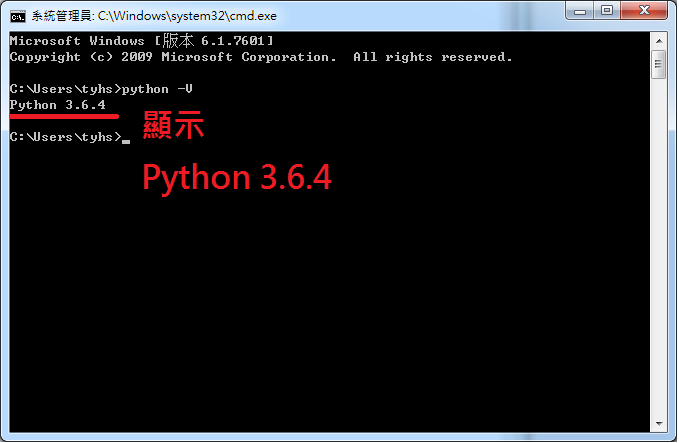 系統管理員: C:\Windows\system32\cmd.exe
Microsoft Windows [版本 6.1.7601]
Copyright (c) 2009 Microsoft Corporation.  All rights reserved.
C:\Users\tyhs>python -V
Python 3.6.4
C:\Users\tyhs>_
顯示
Python 3.6.4